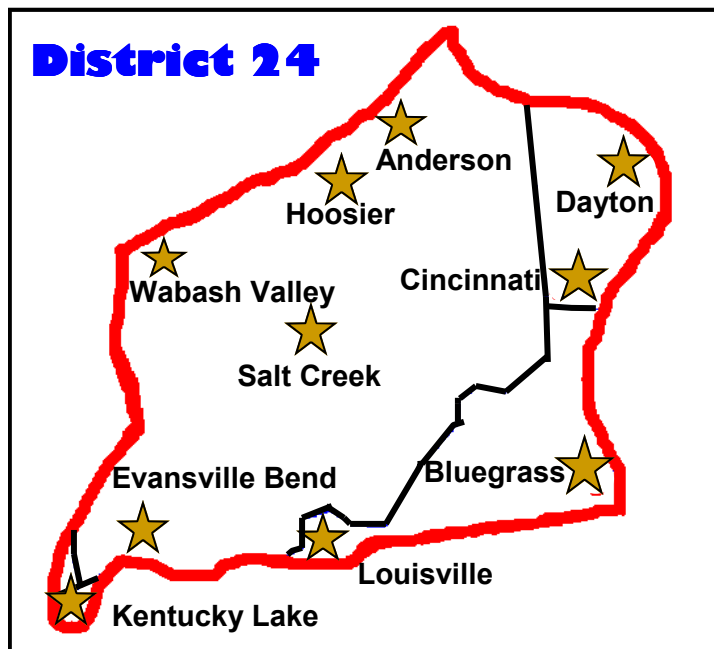 District 24
Anderson
Hoosier
Dayton
Cincinnati
Wabash Valley
Salt Creek
Evansville Bend
Bluegrass
Louisville
Kentucky Lake